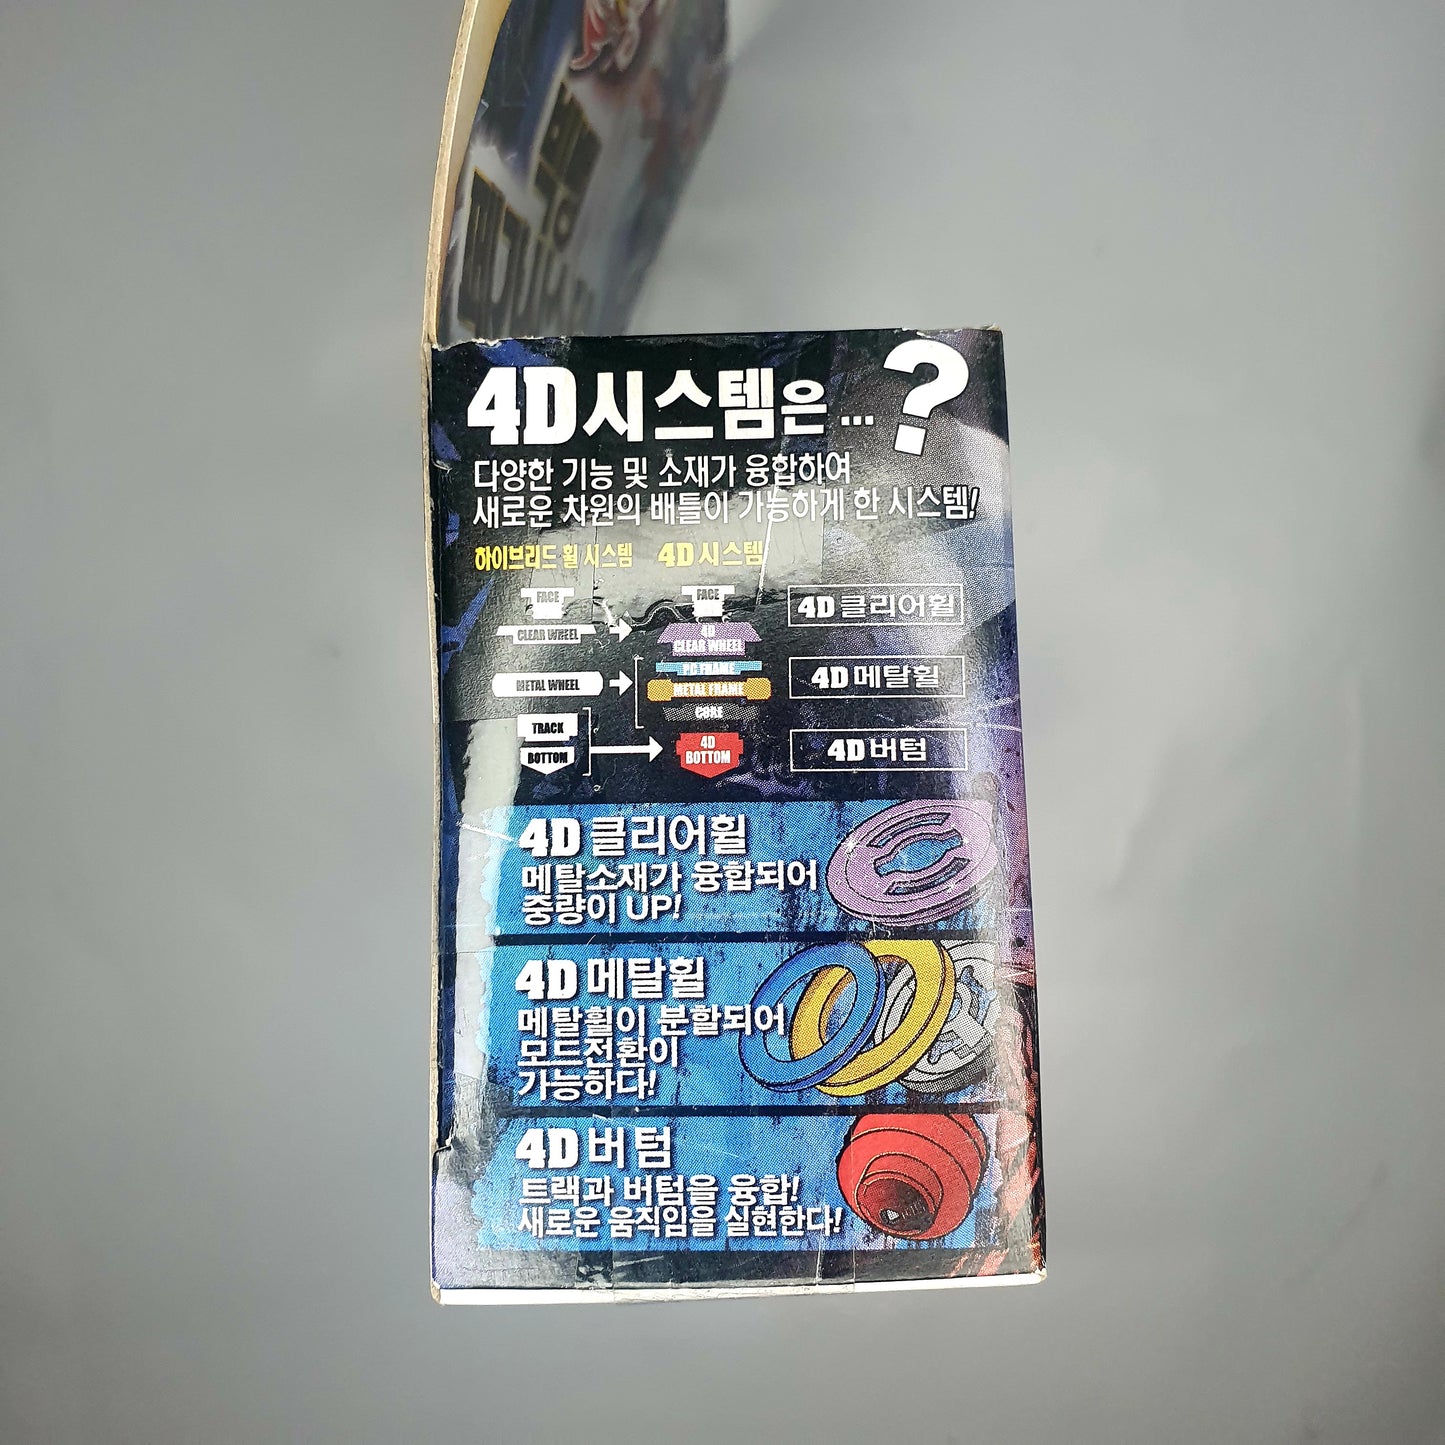 4D시스템은 ...?
다양한 기능 및 소재가 융합하여
새로운 차원의 배틀이 가능하게 한 시스템!
하이브리드 휠 시스템 4D시스템
FACE FACE
4D 클리어휠
CLEAR WHEEL
4D
CLEAR WHEEL
PC FRAME
METAL WHEEL
METAL FRAME
4D 메탈휠
CORE
TRACK
BOTTOM
4D
BOTTOM
4D 버텀
4D 클리어휠
메탈소재가 융합되어
중량이 UP!
4D 메탈휠
메탈휠이 분할되어
모드전환이
가능하다!
4D 버텀
트랙과 버텀을 융합!
새로운 움직임을 실현한다!